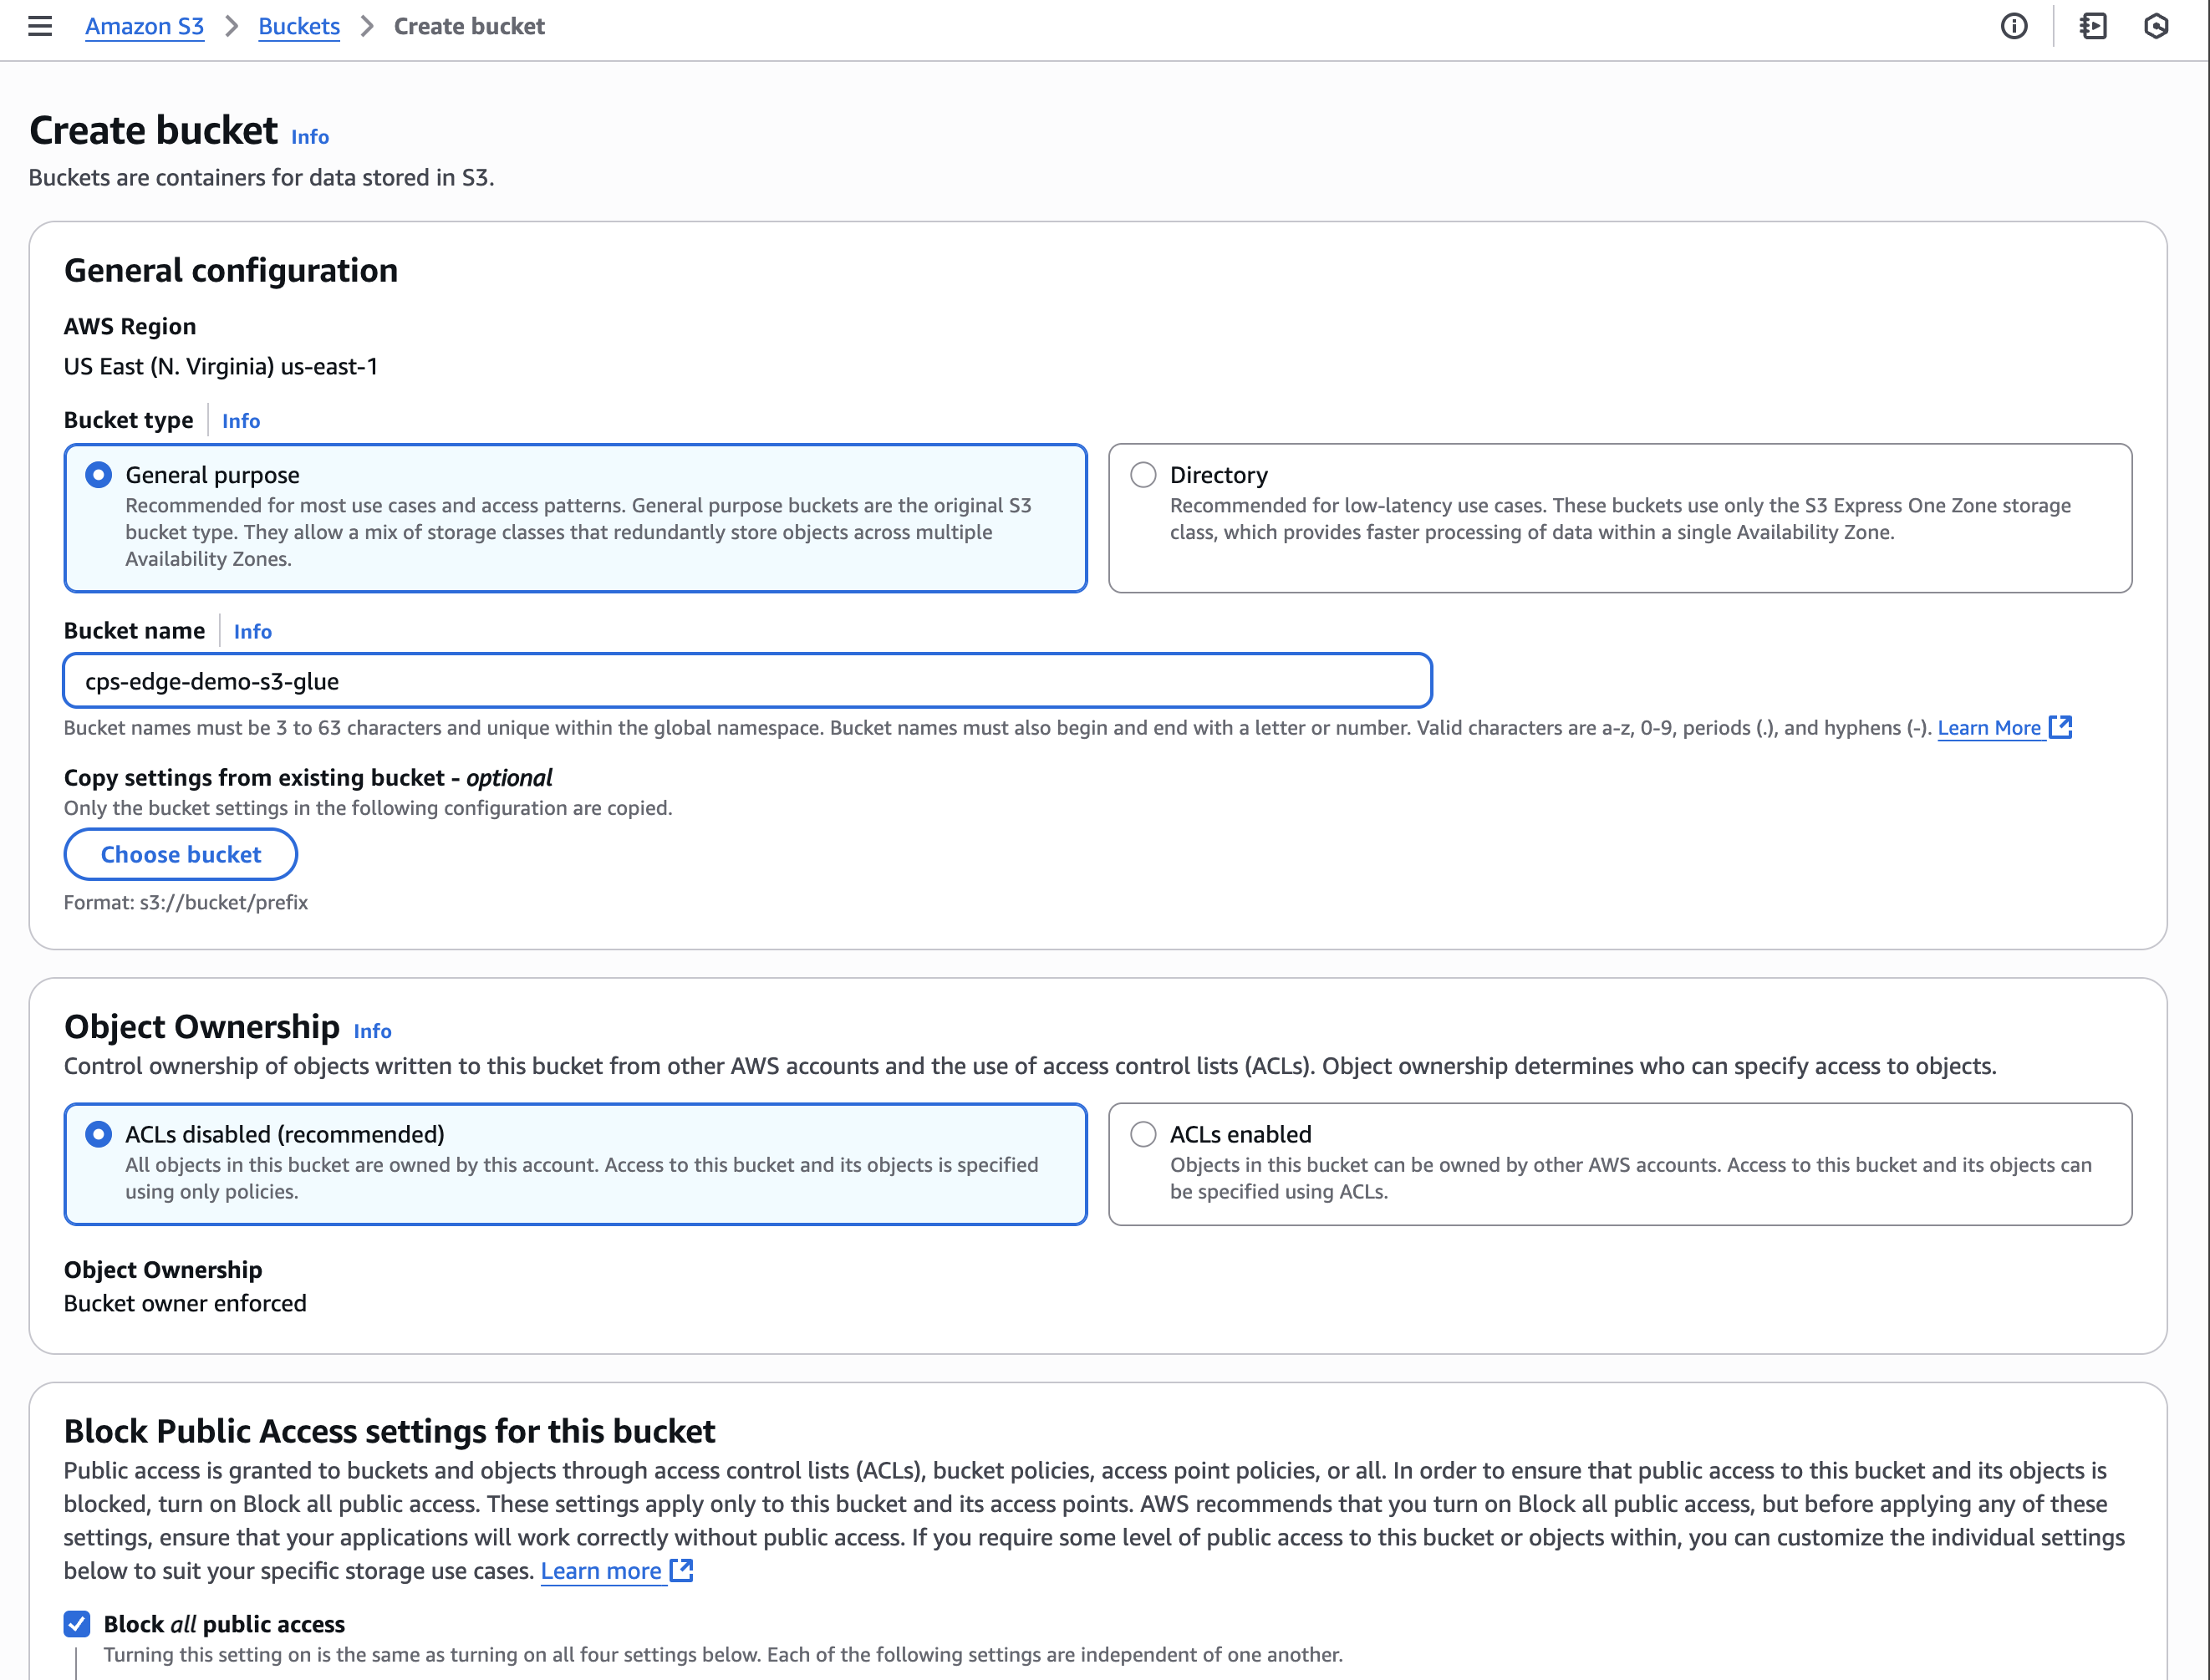 Amazon S3 > Buckets > Create bucket
Create bucket Info
Buckets are containers for data stored in S3.
General configuration
AWS Region
US East (N. Virginia) us-east-1
Bucket type Info
General purpose
Recommended for most use cases and access patterns. General purpose buckets are the original S3
bucket type. They allow a mix of storage classes that redundantly store objects across multiple
Availability Zones.
Directory
Recommended for low-latency use cases. These buckets use only the S3 Express One Zone storage
class, which provides faster processing of data within a single Availability Zone.
Bucket name Info
cps-edge-demo-s3-glue
Bucket names must be 3 to 63 characters and unique within the global namespace. Bucket names must also begin and end with a letter or number. Valid characters are a-z, 0-9, periods (.), and hyphens (-). Learn More
Copy settings from existing bucket - optional
Only the bucket settings in the following configuration are copied.
Choose bucket
Format: s3://bucket/prefix
Object Ownership Info
Control ownership of objects written to this bucket from other AWS accounts and the use of access control lists (ACLs). Object ownership determines who can specify access to objects.
ACLs disabled (recommended)
All objects in this bucket are owned by this account. Access to this bucket and its objects is specified
using only policies.
ACLs enabled
Objects in this bucket can be owned by other AWS accounts. Access to this bucket and its objects can
be specified using ACLs.
Object Ownership
Bucket owner enforced
Block Public Access settings for this bucket
Public access is granted to buckets and objects through access control lists (ACLs), bucket policies, access point policies, or all. In order to ensure that public access to this bucket and its objects is
blocked, turn on Block all public access. These settings apply only to this bucket and its access points. AWS recommends that you turn on Block all public access, but before applying any of these
settings, ensure that your applications will work correctly without public access. If you require some level of public access to this bucket or objects within, you can customize the individual settings
below to suit your specific storage use cases. Learn more
Block all public access
Turning this setting on is the same as turning on all four settings below. Each of the following settings are independent of one another.